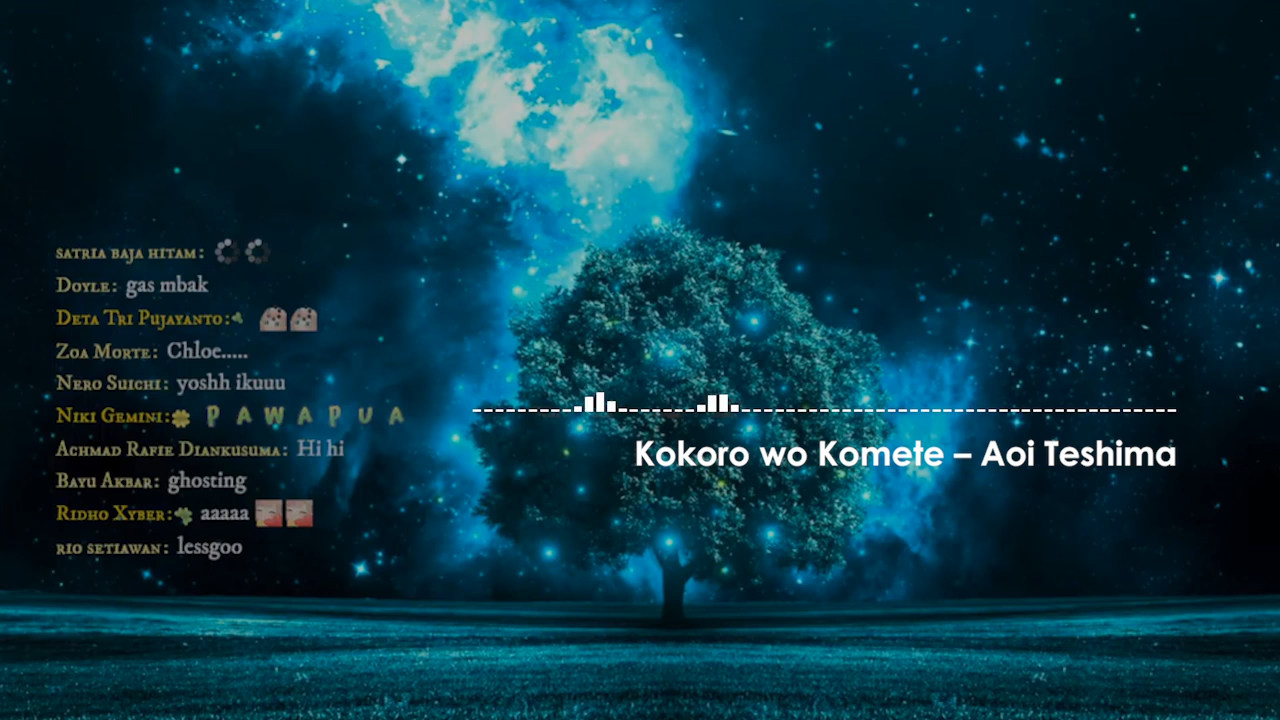 SATRIA BAJA HITAM:
DOYLE: gas mbak
DETA TRI PUJAYANTO:
ZOA MORTE: Chloe.....
NERO SUICHI: yoshh ikuuu
NIKI GEMINI: P A W A P U A
ACHMAD RAFIE DIANKUSUMA: Hi hi
BAYU AKBAR: ghosting
RIDHO XYBER: aaaaa
RIO SETIAWAN: lessgoo
Kokoro wo Komete – Aoi Teshima